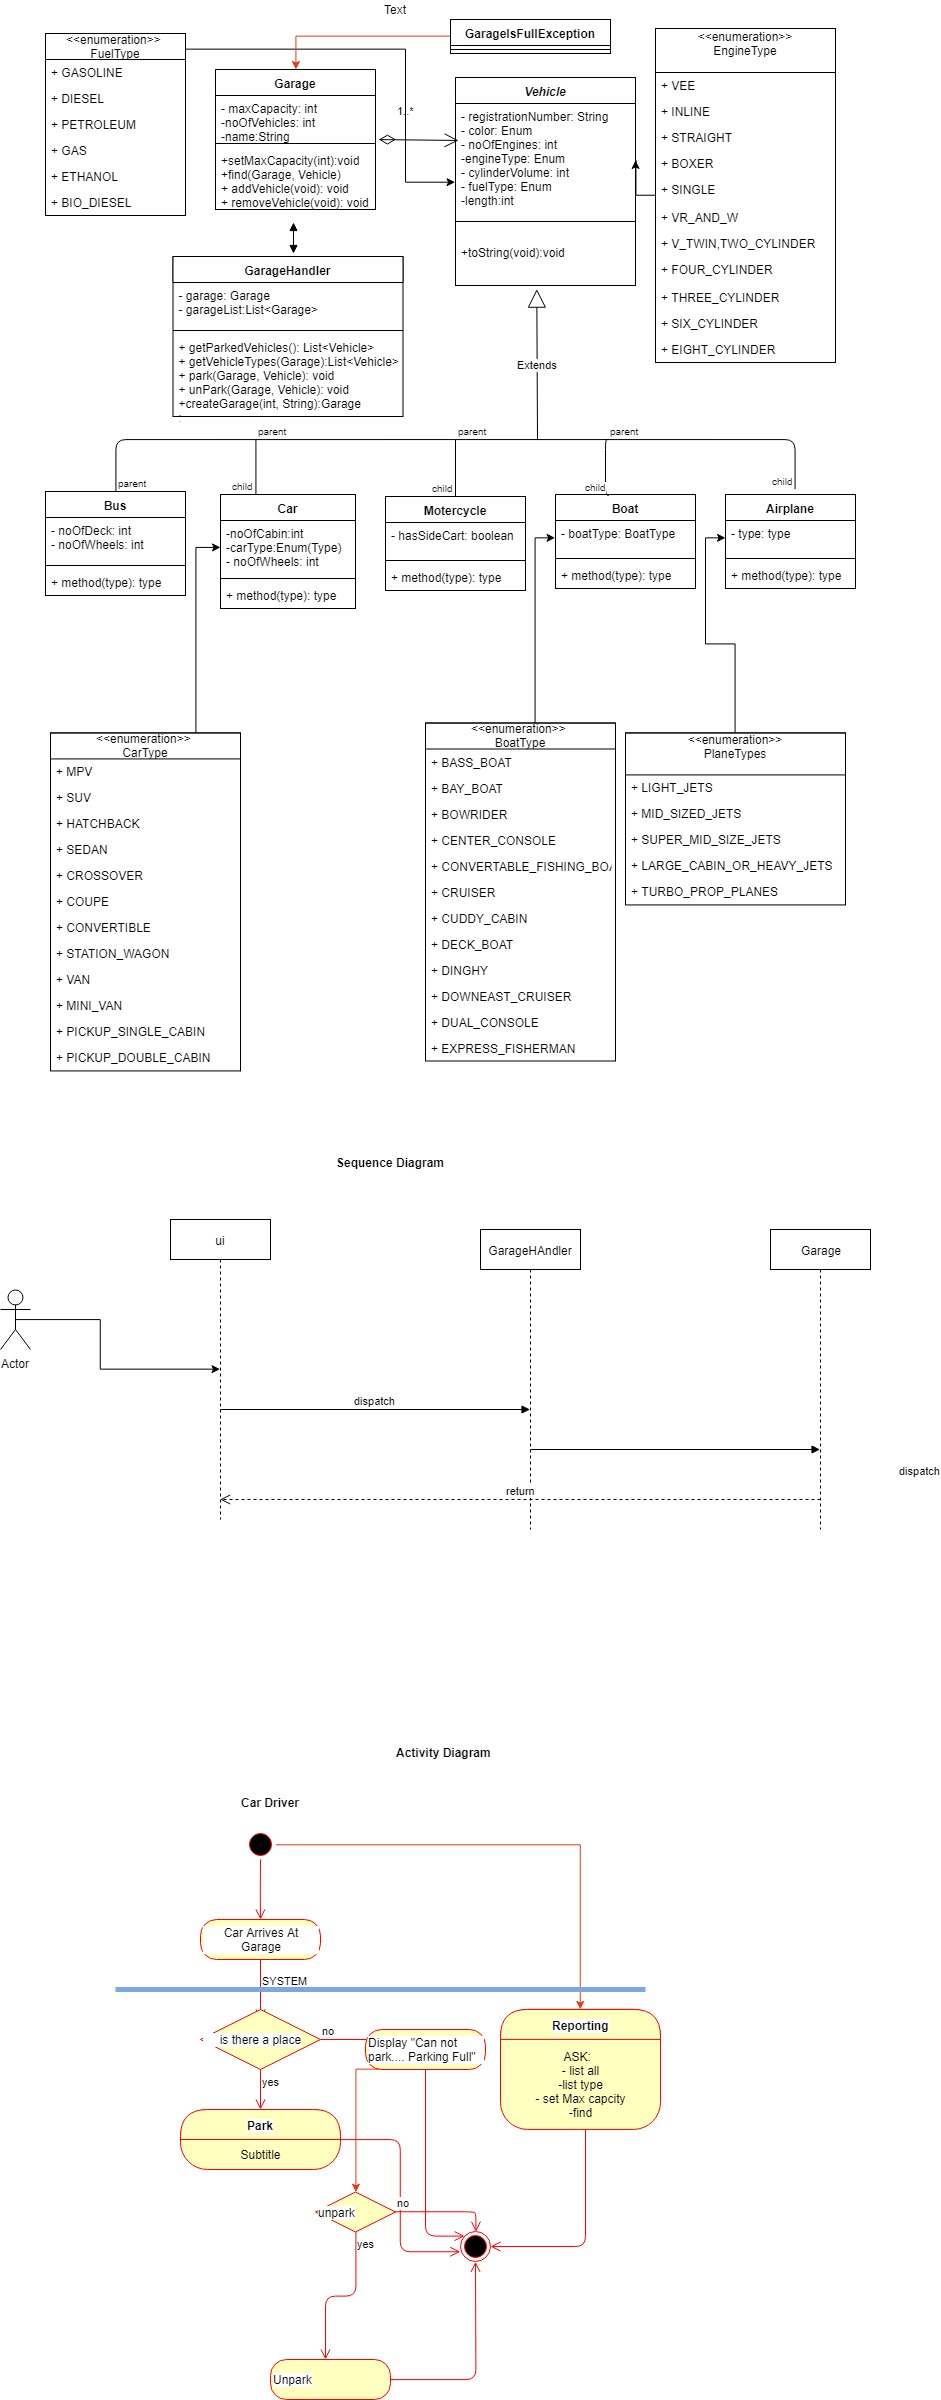 Text
GarageIsFullException
<<enumeration>>
FuelType
+ GASOLINE
+ DIESEL
+ PETROLEUM
+ GAS
+ ETHANOL
+ BIO_DIESEL
Garage
- maxCapacity: int
-noOfVehicles: int
-name:String
+setMaxCapacity(int):void
+find(Garage, Vehicle)
+ addVehicle(void): void
+ removeVehicle(void): void
1..*
Vehicle
- registrationNumber: String
- color: Enum
- noOfEngines: int
-engineType: Enum
- cylinderVolume: int
- fuelType: Enum
-length:int
+toString(void):void
<<enumeration>>
EngineType
+ VEE
+ INLINE
+ STRAIGHT
+ BOXER
+ SINGLE
+ VR_AND_W
+ V_TWIN,TWO_CYLINDER
+ FOUR_CYLINDER
+ THREE_CYLINDER
+ SIX_CYLINDER
+ EIGHT_CYLINDER
GarageHandler
- garage: Garage
- garageList:List<Garage>
+ getParkedVehicles(): List<Vehicle>
+ getVehicleTypes(Garage):List<Vehicle>
+ park(Garage, Vehicle): void
+ unPark(Garage, Vehicle): void
+createGarage(int, String):Garage
Extends
parent
parent
parent
parent
child
child
child
child
Bus
- noOfDeck: int
- noOfWheels: int
+ method(type): type
Car
-noOfCabin:int
-carType:Enum(Type)
- noOfWheels: int
+ method(type): type
Motercycle
- hasSideCart: boolean
+ method(type): type
Boat
- boatType: BoatType
+ method(type): type
Airplane
- type: type
+ method(type): type
<<enumeration>>
CarType
+ MPV
+ SUV
+ HATCHBACK
+ SEDAN
+ CROSSOVER
+ COUPE
+ CONVERTIBLE
+ STATION_WAGON
+ VAN
+ MINI_VAN
+ PICKUP_SINGLE_CABIN
+ PICKUP_DOUBLE_CABIN
<<enumeration>>
BoatType
+ BASS_BOAT
+ BAY_BOAT
+ BOWRIDER
+ CENTER_CONSOLE
+ CONVERTABLE_FISHING_BOA
+ CRUISER
+ CUDDY_CABIN
+ DECK_BOAT
+ DINGHY
+ DOWNEAST_CRUISER
+ DUAL_CONSOLE
+ EXPRESS_FISHERMAN
<<enumeration>>
PlaneTypes
+ LIGHT_JETS
+ MID_SIZED_JETS
+ SUPER_MID_SIZE_JETS
+ LARGE_CABIN_OR_HEAVY_JETS
+ TURBO_PROP_PLANES
Sequence Diagram
ui
GarageHAndler
Garage
Actor
dispatch
dispatch
return
Activity Diagram
Car Driver
Car Arrives At
Garage
SYSTEM
is there a place
no
yes
Display "Can not
park.... Parking Full"
Reporting
ASK:
- list all
-list type
- set Max capcity
-find
Park
Subtitle
unpark
no
yes
Unpark